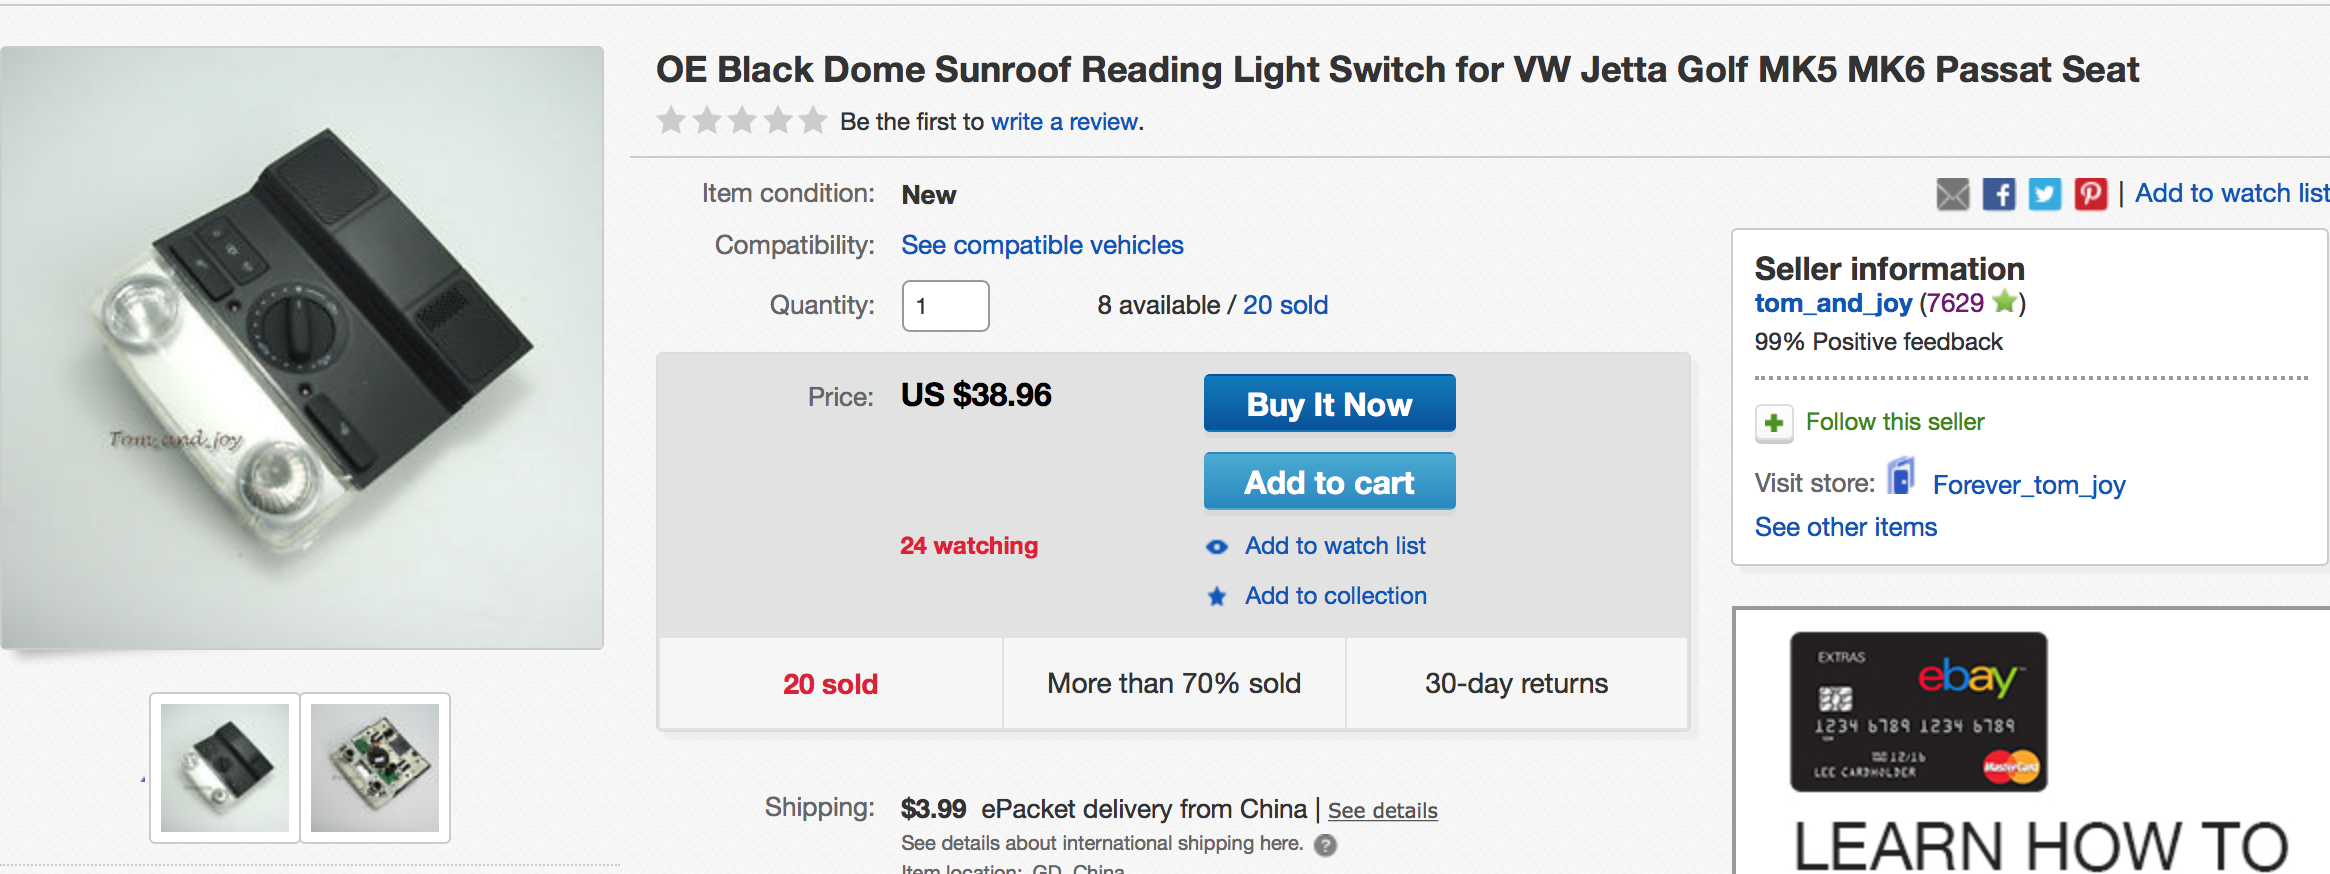 OE Black Dome Sunroof Reading Light Switch for VW Jetta Golf MK5 MK6 Passat Seat
Be the first to write a review.
Item condition: New
Compatibility: See compatible vehicles
Quantity: 1 8 available / 20 sold
Price: US $38.96
Buy It Now
Add to cart
24 watching
Add to watch list
Add to collection
20 sold
More than 70% sold
30-day returns
Shipping: $3.99 ePacket delivery from China | See details
See details about international shipping here. ?
Item location: GD, China
Tom_and_joy
| Add to watch list
Seller information
tom_and_joy (7629)
99% Positive feedback
Follow this seller
Visit store: Forever_tom_joy
See other items
EXTRAS
ebay™
1234 6789 1234 6789
12/16
LEE CARDHOLDER
MasterCard
LEARN HOW TO